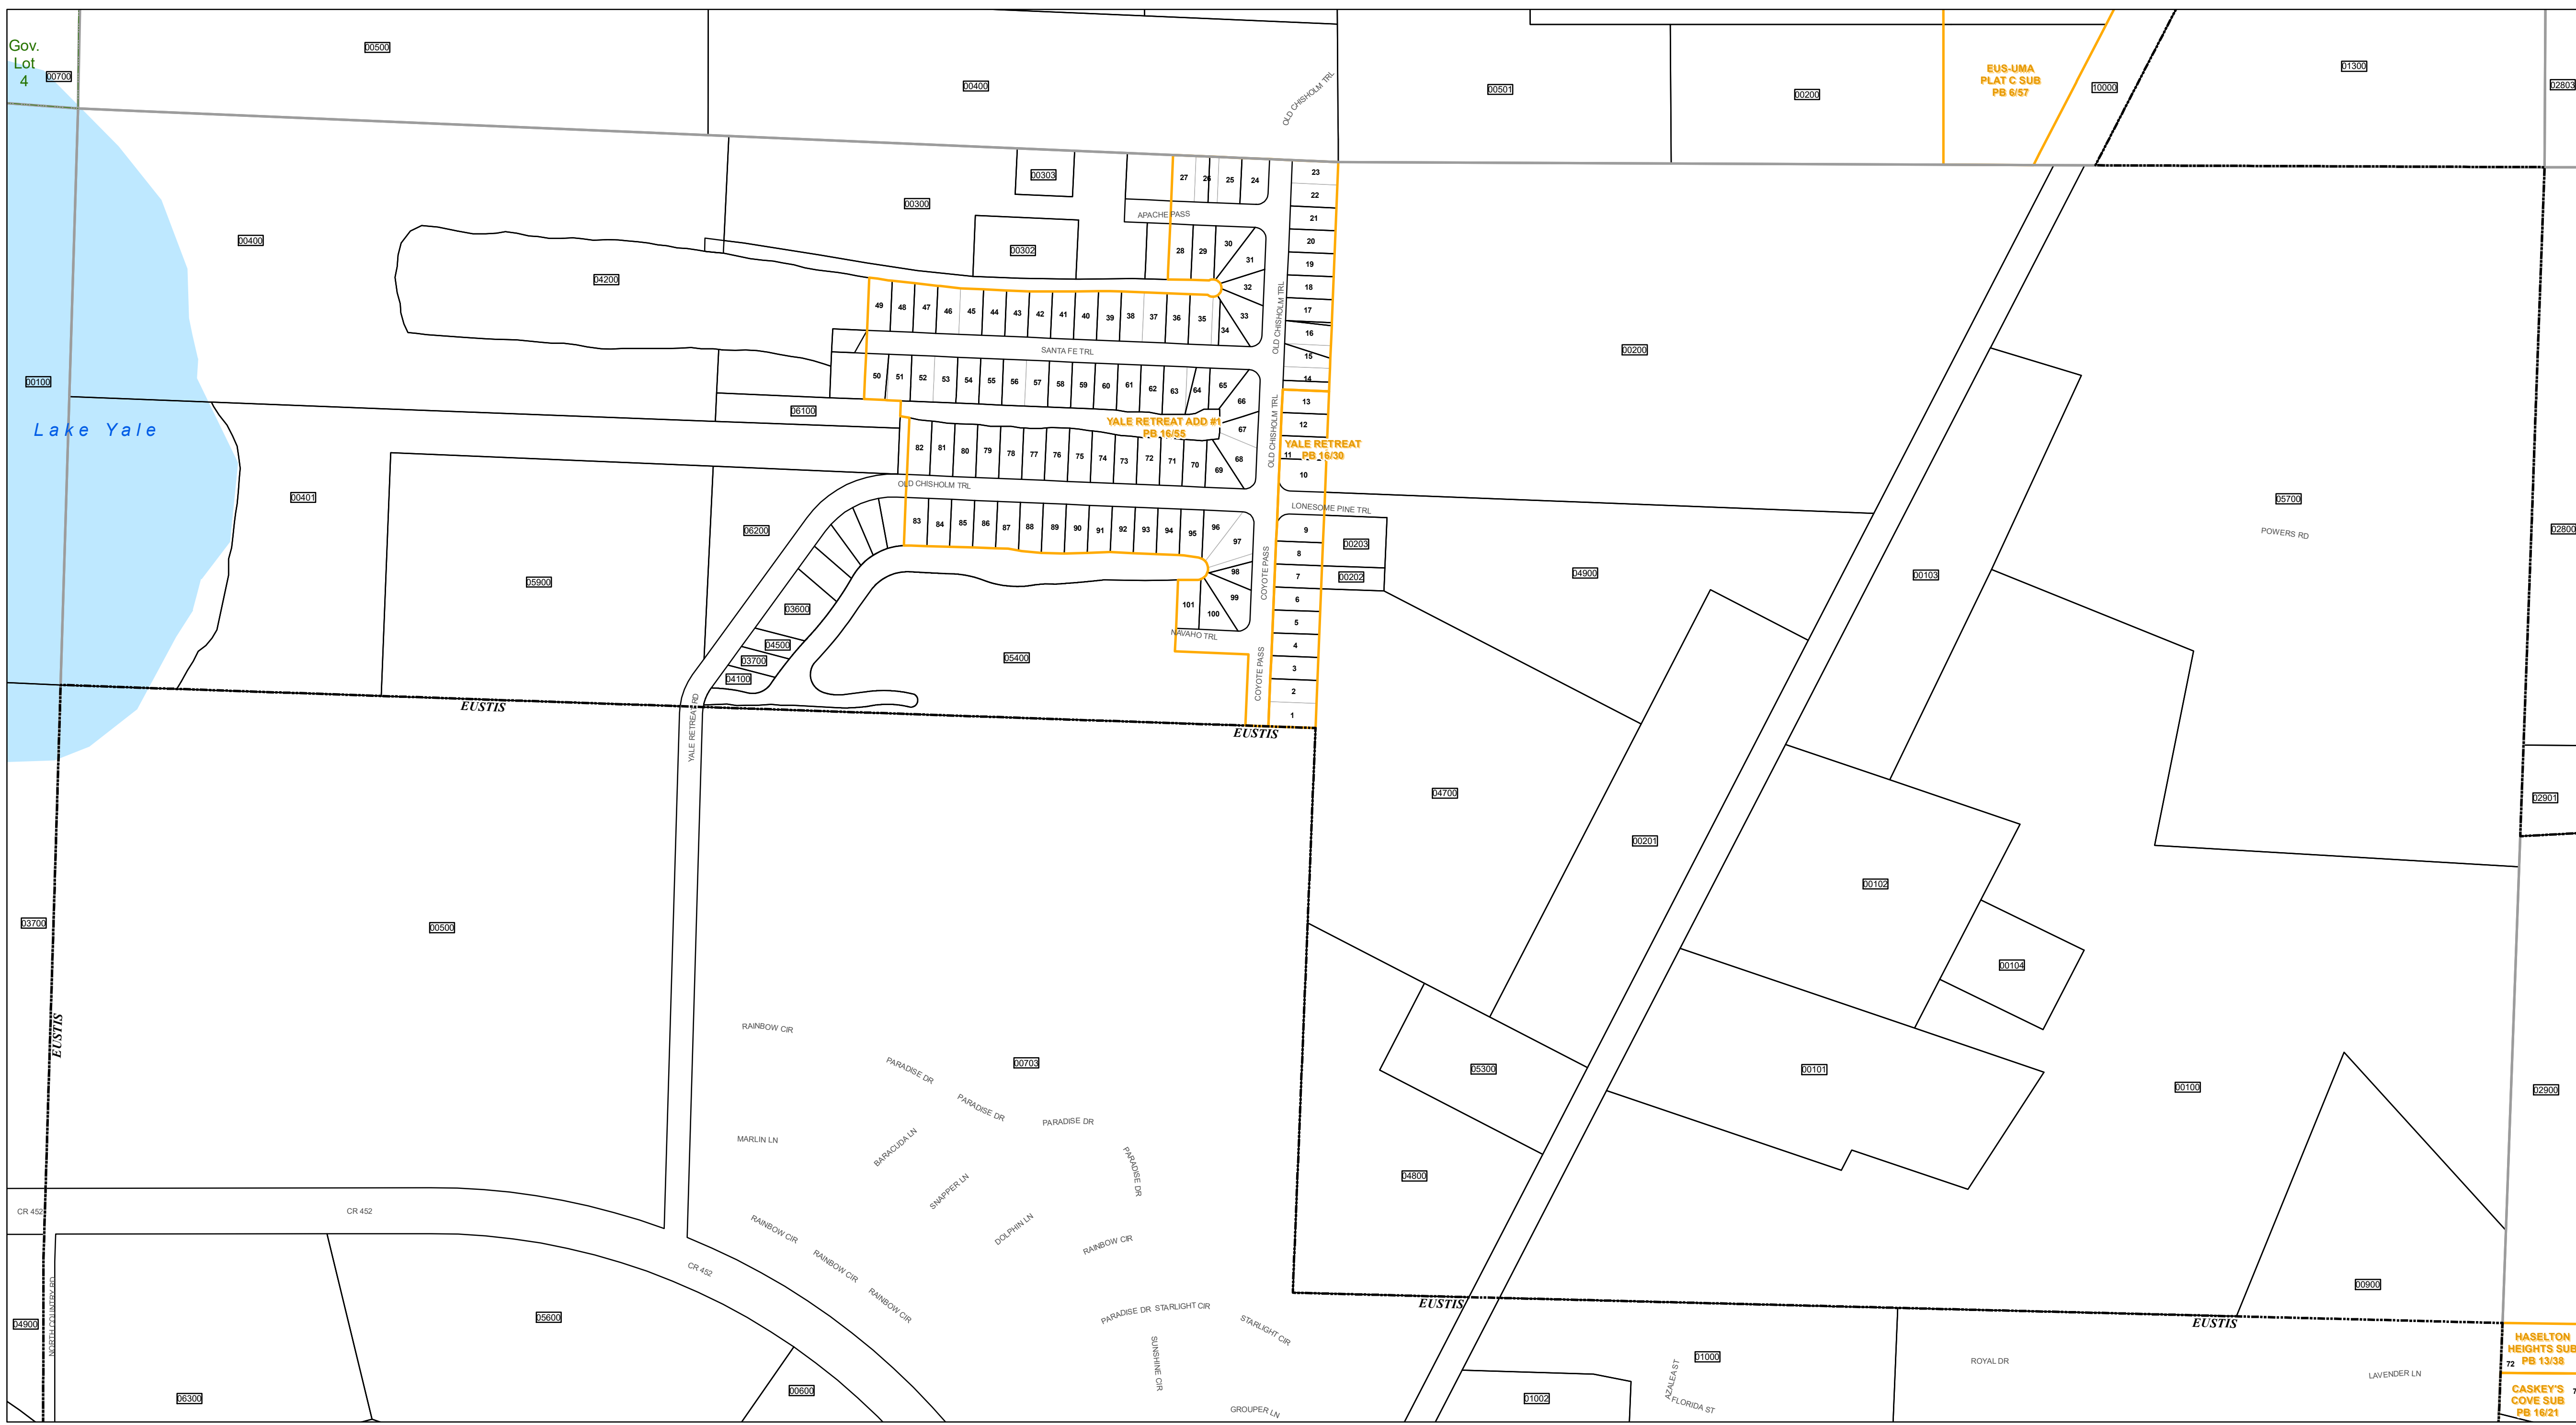 Gov.
Lot
4
00700
00500
00400
OLD CHISHOLM TRL
00501
00200
EUS-UMA
PLAT C SUB
PB 6/57
10000
01300
02803
00303
00300
27
26
25
24
23
22
21
20
19
18
17
16
15
14
APACHE PASS
00302
28
29
30
31
32
33
34
00400
04200
49
48
47
46
45
44
43
42
41
40
39
38
37
36
35
SANTA FE TRL
OLD CHISHOLM TRL
00200
00100
50
51
52
53
54
55
56
57
58
59
60
61
62
63
64
65
66
67
68
69
06100
YALE RETREAT ADD #1
PB 16/55
OLD CHISHOLM TRL
13
12
YALE RETREAT
PB 16/30
11
10
Lake Yale
82
81
80
79
78
77
76
75
74
73
72
71
70
OLD CHISHOLM TRL
00401
05700
POWERS RD
02800
LONESOME PINE TRL
06200
83
84
85
86
87
88
89
90
91
92
93
94
95
96
97
98
99
100
101
9
8
7
6
5
4
3
2
1
00203
00202
COYOTE PASS
COYOTE PASS
NAVAHO TRL
04900
00103
05900
03600
04500
03700
04100
05400
EUSTIS
EUSTIS
YALE RETREAT RD
04700
02901
00201
00102
03700
00500
00104
EUSTIS
RAINBOW CIR
PARADISE DR
PARADISE DR
PARADISE DR
PARADISE DR
00703
05300
00101
00100
02900
MARLIN LN
BARACUDA LN
SNAPPER LN
DOLPHIN LN
04800
CR 452
CR 452
CR 452
RAINBOW CIR
RAINBOW CIR
RAINBOW CIR
RAINBOW CIR
PARADISE DR
STARLIGHT CIR
STARLIGHT CIR
SUNSHINE CIR
GROUPER LN
EUSTIS
EUSTIS
00900
04900
NORTH COUNTRY RD
05600
06300
00600
01000
01002
AZALEA ST
FLORIDA ST
ROYAL DR
LAVENDER LN
HASELTON
HEIGHTS SUB
PB 13/38
72
CASKEY'S
COVE SUB
PB 16/21